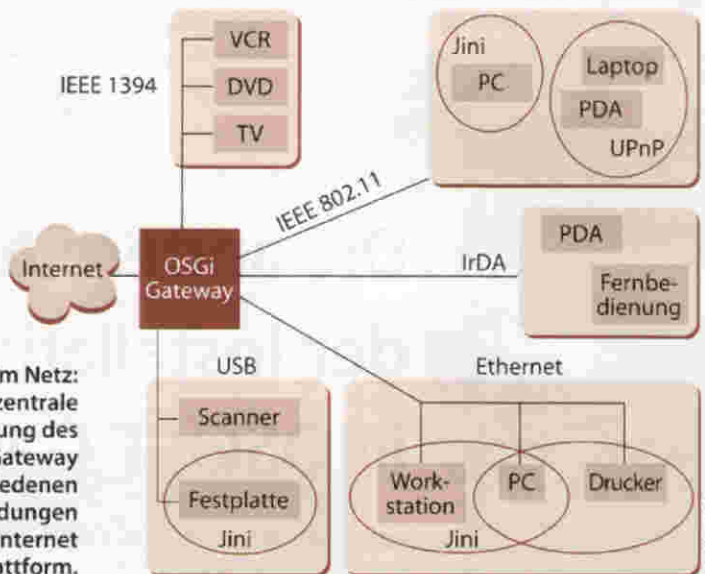 VCR
IEEE 1394
DVD
TV
Jini
PC
Laptop
PDA
UPnP
IEEE 802.11
Internet
OSGi
Gateway
IrDA
PDA
Fernbe-
dienung
USB
Scanner
Festplatte
Jini
Ethernet
Work-
station
PC
Drucker
Jini
m Netz:
zentrale
ung des
ateway
edenen
dungen
nternet
attform.